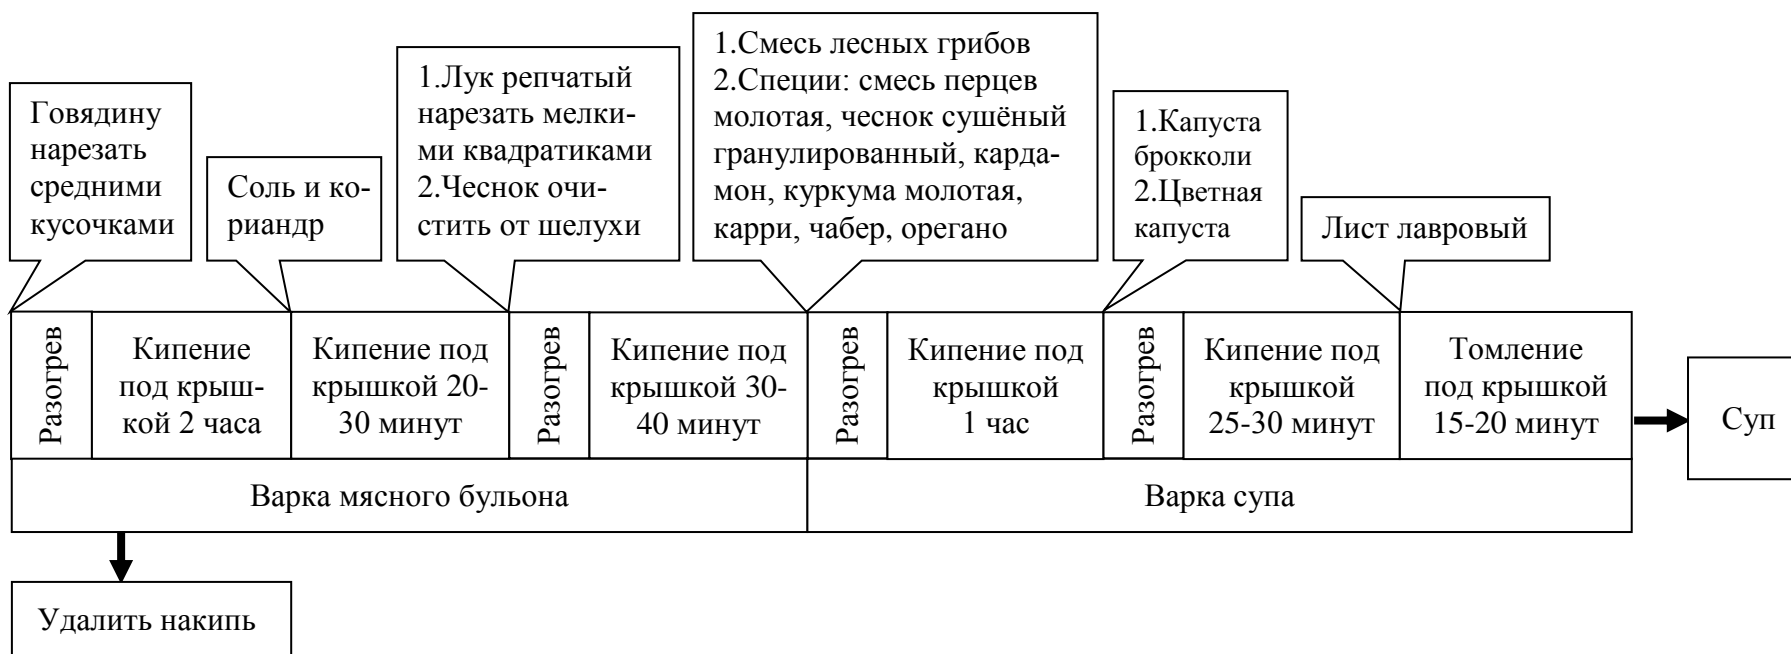 Говядину
нарезать
средними
кусочками
Соль и ко-
риандр
1.Лук репчатый
нарезать мелки-
ми квадратиками
2.Чеснок очи-
стить от шелухи
1.Смесь лесных грибов
2.Специи: смесь перцев
молотая, чеснок сушёный
гранулированный, карда-
мон, куркума молотая,
карри, чабер, орегано
1.Капуста
брокколи
2.Цветная
капуста
Лист лавровый
Разогрев
Кипение
под крыш-
кой 2 часа
Кипение под
крышкой 20-
30 минут
Разогрев
Кипение под
крышкой 30-
40 минут
Разогрев
Кипение под
крышкой
1 час
Разогрев
Кипение под
крышкой
25-30 минут
Томление
под крышкой
15-20 минут
Суп
Варка мясного бульона
Варка супа
Удалить накипь